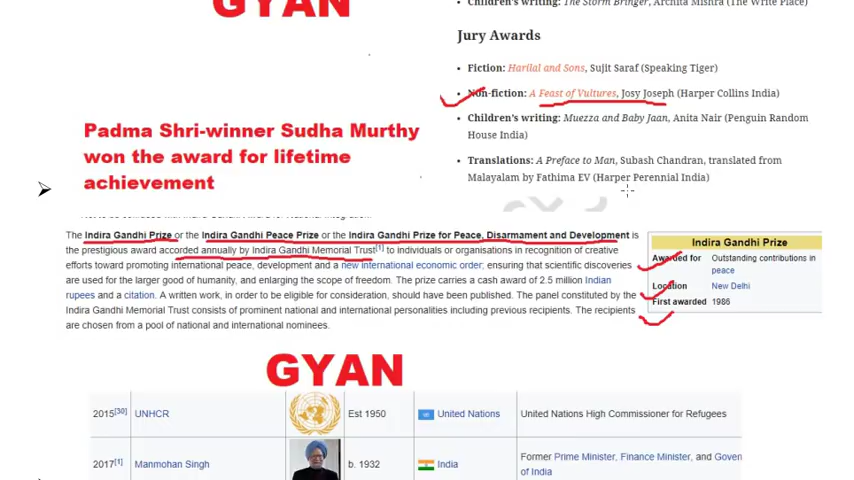 GYAN
Children's writing: The Storm Bringer, Archita Mishra (The Write Place)
Jury Awards
Fiction: Harilal and Sons, Sujit Saraf (Speaking Tiger)
Non-fiction: A Feast of Vultures, Josy Joseph (Harper Collins India)
Children's writing: Muezza and Baby Jaan, Anita Nair (Penguin Random
House India)
Translations: A Preface to Man, Subash Chandran, translated from
Malayalam by Fathima EV (Harper Perennial India)
Padma Shri-winner Sudha Murthy
won the award for lifetime
achievement
The Indira Gandhi Prize or the Indira Gandhi Peace Prize or the Indira Gandhi Prize for Peace, Disarmament and Development is
the prestigious award accorded annually by Indira Gandhi Memorial Trust[1] to individuals or organisations in recognition of creative
efforts toward promoting international peace, development and a new international economic order; ensuring that scientific discoveries
are used for the larger good of humanity, and enlarging the scope of freedom. The prize carries a cash award of 2.5 million Indian
rupees and a citation. A written work, in order to be eligible for consideration, should have been published. The panel constituted by the
Indira Gandhi Memorial Trust consists of prominent national and international personalities including previous recipients. The recipients
are chosen from a pool of national and international nominees.
Indira Gandhi Prize
Awarded for Outstanding contributions in
peace
Location New Delhi
First awarded 1986
GYAN
2015[30] UNHCR Est 1950 United Nations United Nations High Commissioner for Refugees
2017[1] Manmohan Singh b. 1932 India Former Prime Minister, Finance Minister, and Govern
of India